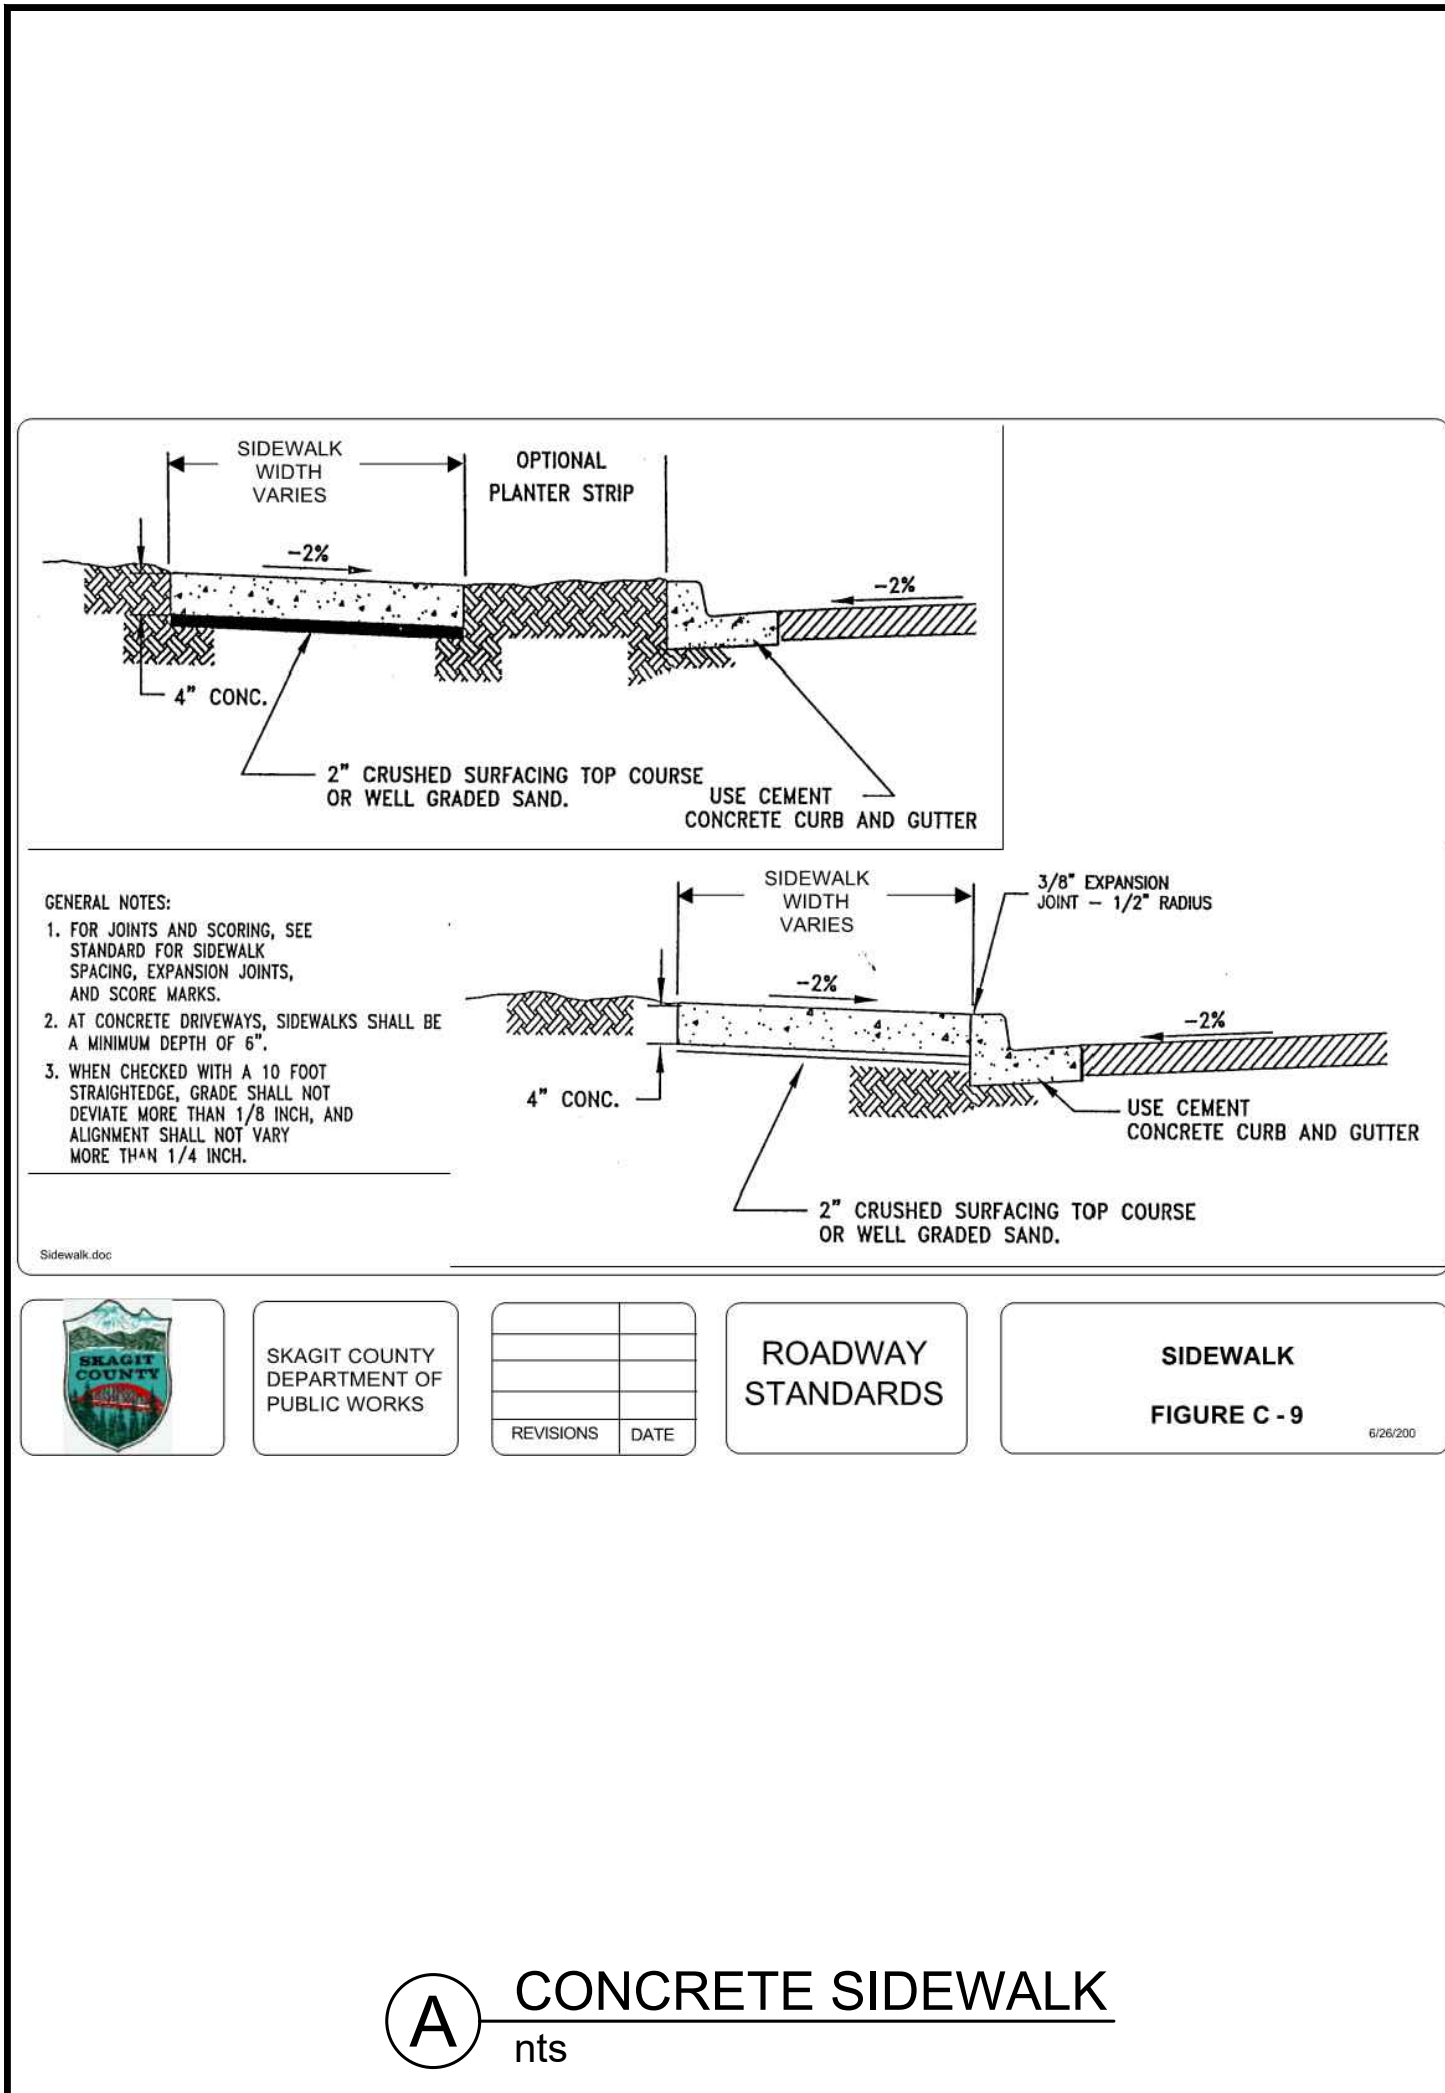 SIDEWALK
WIDTH
VARIES
OPTIONAL
PLANTER STRIP
-2%
-2%
4" CONC.
2" CRUSHED SURFACING TOP COURSE
OR WELL GRADED SAND.
USE CEMENT
CONCRETE CURB AND GUTTER
GENERAL NOTES:
1. FOR JOINTS AND SCORING, SEE
STANDARD FOR SIDEWALK
SPACING, EXPANSION JOINTS,
AND SCORE MARKS.
2. AT CONCRETE DRIVEWAYS, SIDEWALKS SHALL BE
A MINIMUM DEPTH OF 6".
3. WHEN CHECKED WITH A 10 FOOT
STRAIGHTEDGE, GRADE SHALL NOT
DEVIATE MORE THAN 1/8 INCH, AND
ALIGNMENT SHALL NOT VARY
MORE THAN 1/4 INCH.
Sidewalk.doc
SIDEWALK
WIDTH
VARIES
3/8" EXPANSION
JOINT - 1/2" RADIUS
-2%
-2%
4" CONC.
USE CEMENT
CONCRETE CURB AND GUTTER
2" CRUSHED SURFACING TOP COURSE
OR WELL GRADED SAND.
SKAGIT
COUNTY
SKAGIT COUNTY
DEPARTMENT OF
PUBLIC WORKS
REVISIONS DATE
ROADWAY
STANDARDS
SIDEWALK
FIGURE C - 9
6/26/200
A
CONCRETE SIDEWALK
nts